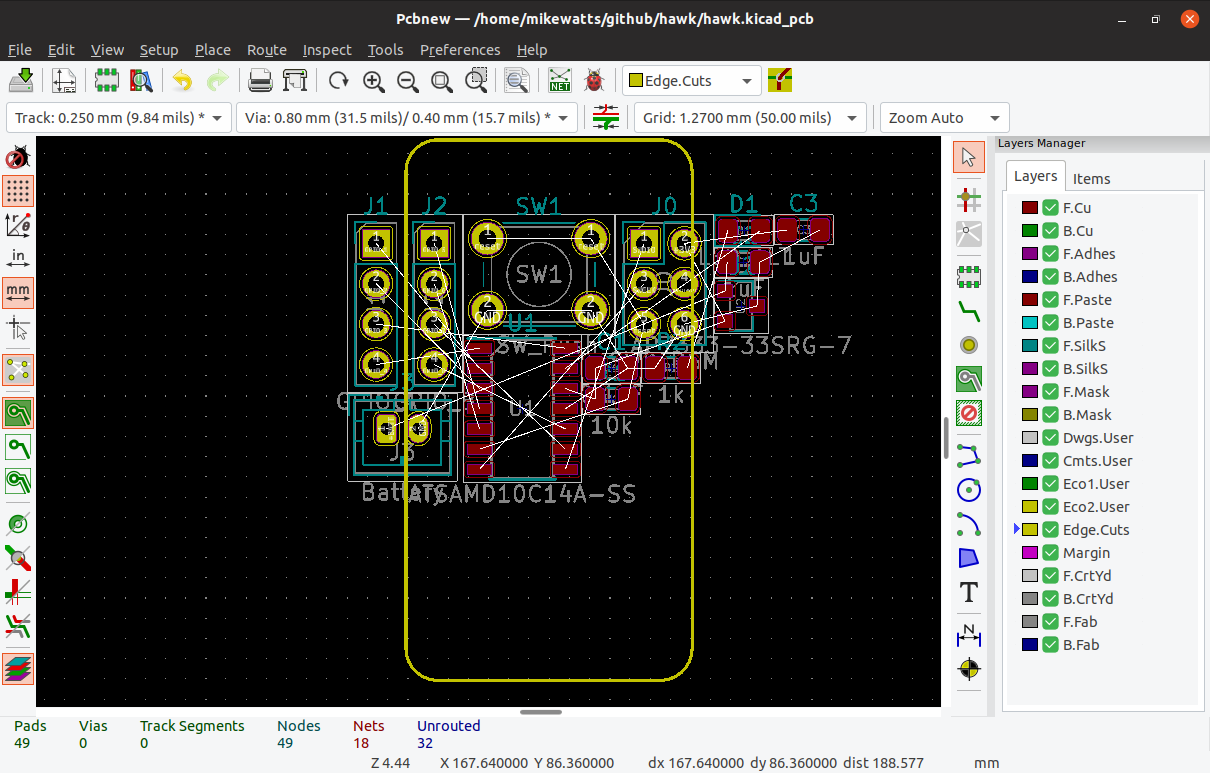 Pcbnew — /home/mikewatts/github/hawk/hawk.kicad_pcb
File Edit View Setup Place Route Inspect Tools Preferences Help
NET
Edge.Cuts
Track: 0.250 mm (9.84 mils) *
Via: 0.80 mm (31.5 mils)/ 0.40 mm (15.7 mils) *
Grid: 1.2700 mm (50.00 mils)
Zoom Auto
in
mm
J1 J2 SW1 J0 D1 C3
SW1
GND GND
U1
.1uF
33SRG-7
U1
1k
10k
J3
Battery
ATSAMD10C14A-SS
T
N
Layers Manager
Layers Items
F.Cu
B.Cu
F.Adhes
B.Adhes
F.Paste
B.Paste
F.SilkS
B.SilkS
F.Mask
B.Mask
Dwgs.User
Cmts.User
Eco1.User
Eco2.User
Edge.Cuts
Margin
F.CrtYd
B.CrtYd
F.Fab
B.Fab
Pads Vias Track Segments Nodes Nets Unrouted
49 0 0 49 18 32
Z 4.44 X 167.640000 Y 86.360000 dx 167.640000 dy 86.360000 dist 188.577 mm